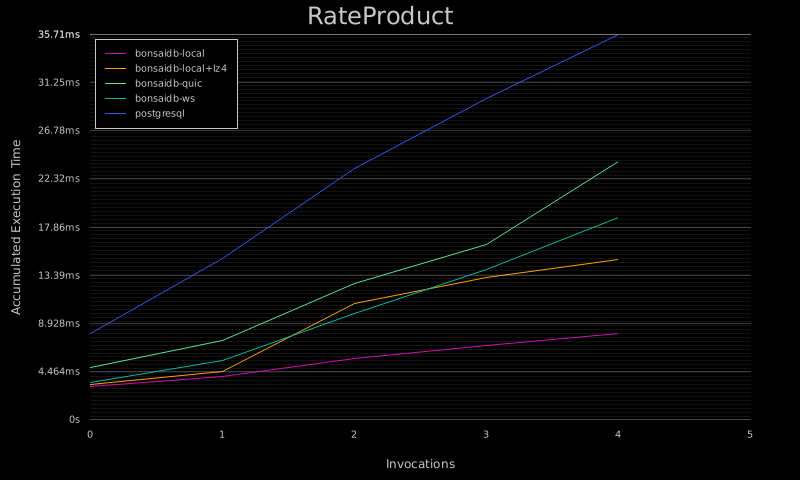 RateProduct
35.71ms
31.25ms
26.78ms
22.32ms
17.86ms
13.39ms
8.928ms
4.464ms
0s
Accumulated Execution Time
bonsaidb-local
bonsaidb-local+lz4
bonsaidb-quic
bonsaidb-ws
postgresql
0 1 2 3 4 5
Invocations